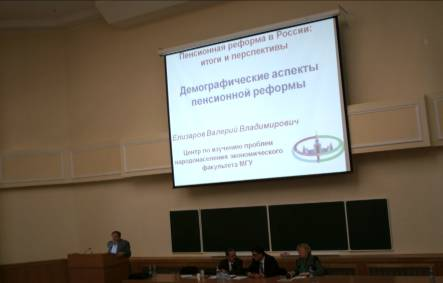 Пенсионная реформа в России:
итоги и перспективы
Демографические аспекты
пенсионной реформы
Елизаров Валерий Владимирович
Центр по изучению проблем
народонаселения экономического
факультета МГУ